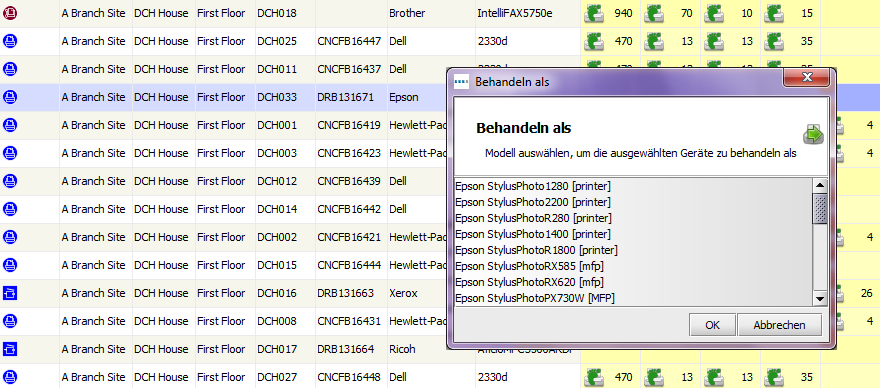 A Branch Site DCH House First Floor DCH018 Brother IntelliFAX5750e 940 70 10 15
A Branch Site DCH House First Floor DCH025 CNCFB16447 Dell 2330d 470 13 13 35
A Branch Site DCH House First Floor DCH011 CNCFB16437 Dell
A Branch Site DCH House First Floor DCH033 DRB131671 Epson
A Branch Site DCH House First Floor DCH001 CNCFB16419 Hewlett-Pac 4
A Branch Site DCH House First Floor DCH003 CNCFB16423 Hewlett-Pac 4
A Branch Site DCH House First Floor DCH012 CNCFB16439 Dell
A Branch Site DCH House First Floor DCH014 CNCFB16442 Dell
A Branch Site DCH House First Floor DCH002 CNCFB16421 Hewlett-Pac 4
A Branch Site DCH House First Floor DCH015 CNCFB16444 Hewlett-Pac
A Branch Site DCH House First Floor DCH016 DRB131663 Xerox 26
A Branch Site DCH House First Floor DCH008 CNCFB16431 Hewlett-Pac 4
A Branch Site DCH House First Floor DCH017 DRB131664 Ricoh
A Branch Site DCH House First Floor DCH027 CNCFB16448 Dell 2330d 470 13 13 35
Behandeln als
Behandeln als
Modell auswählen, um die ausgewählten Geräte zu behandeln als
Epson StylusPhoto1280 [printer]
Epson StylusPhoto2200 [printer]
Epson StylusPhotoR280 [printer]
Epson StylusPhoto1400 [printer]
Epson StylusPhotoR1800 [printer]
Epson StylusPhotoRX585 [mfp]
Epson StylusPhotoRX620 [mfp]
Epson StylusPhotoPX730W [MFP]
OK Abbrechen